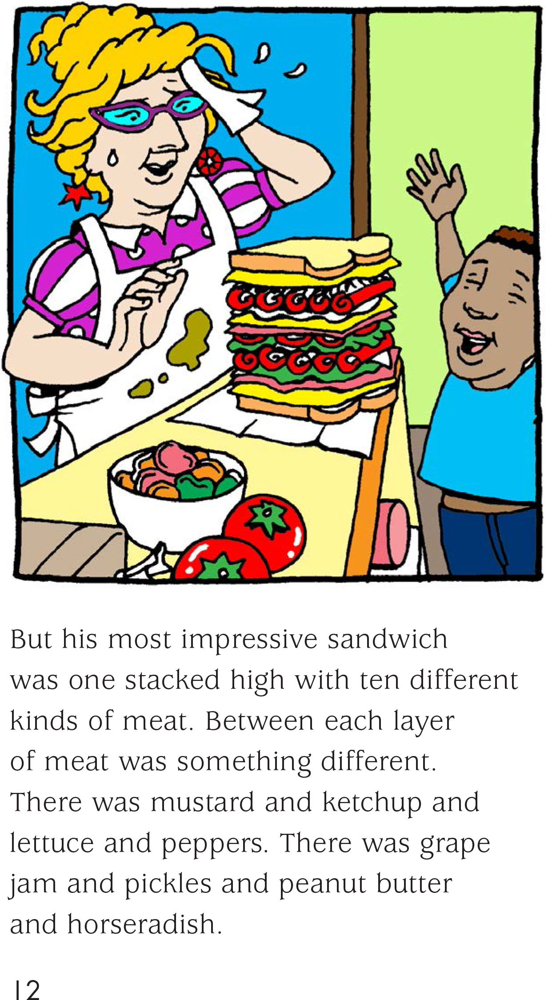 But his most impressive sandwich
was one stacked high with ten different
kinds of meat. Between each layer
of meat was something different.
There was mustard and ketchup and
lettuce and peppers. There was grape
jam and pickles and peanut butter
and horseradish.
12